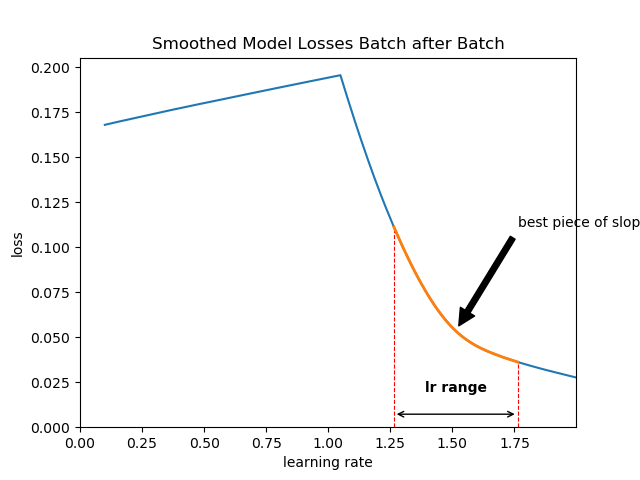 Smoothed Model Losses Batch after Batch
0.200
0.175
0.150
0.125
0.100
0.075
0.050
0.025
0.000
loss
best piece of slop
lr range
0.00 0.25 0.50 0.75 1.00 1.25 1.50 1.75
learning rate